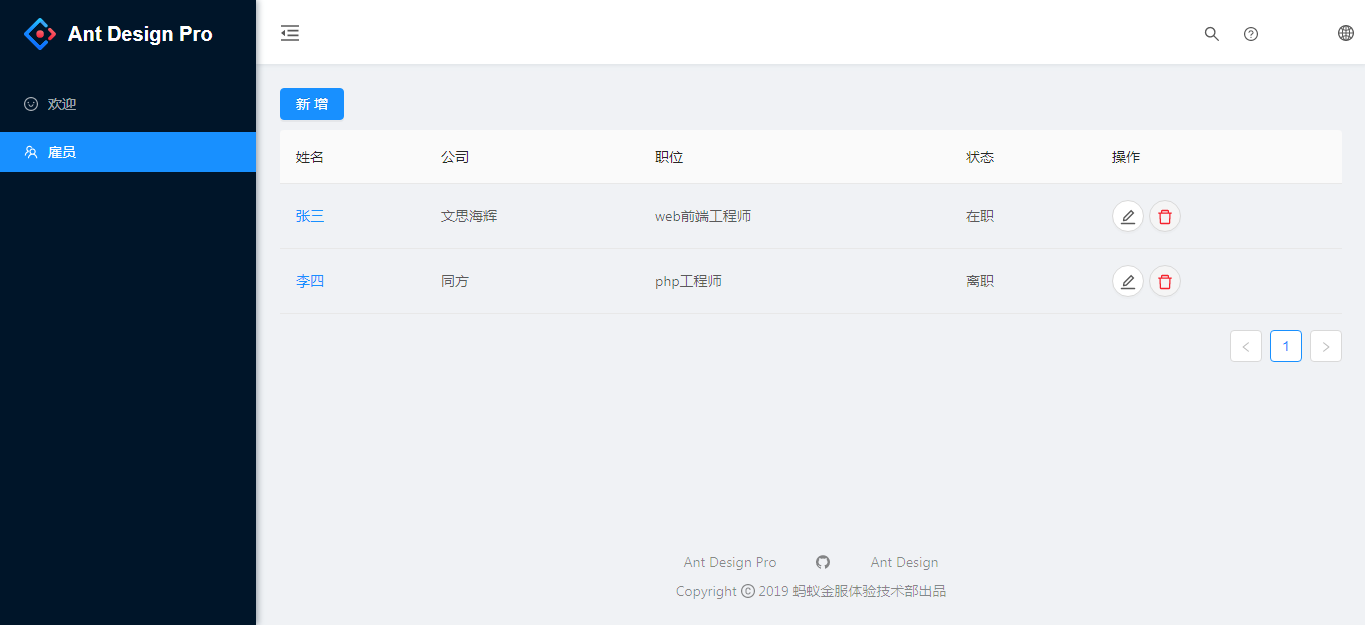 Ant Design Pro
欢迎
雇员
新 增
姓名 公司 职位 状态 操作
张三 文思海辉 web前端工程师 在职
李四 同方 php工程师 离职
< 1 >
Ant Design Pro Ant Design
Copyright © 2019 蚂蚁金服体验技术部出品